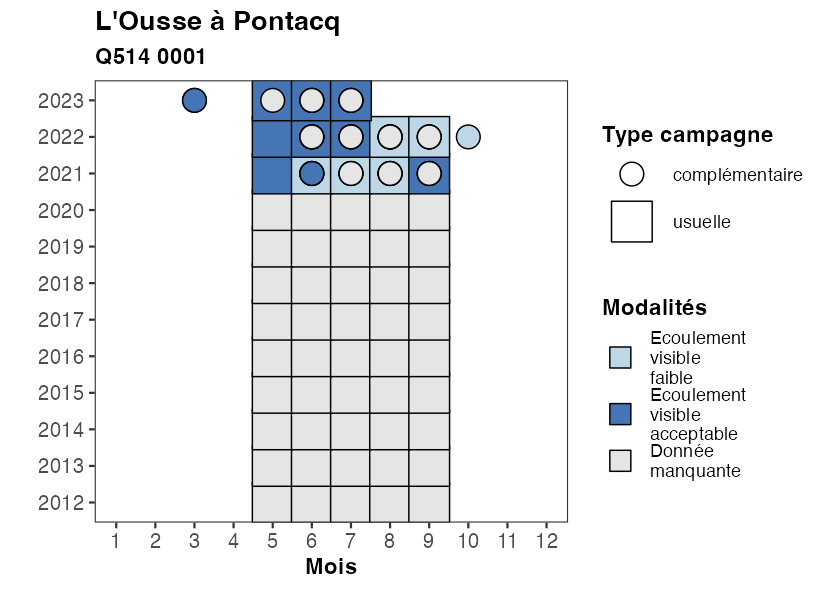 L'Ousse à Pontacq
Q514 0001
2023
2022
2021
2020
2019
2018
2017
2016
2015
2014
2013
2012
1 2 3 4 5 6 7 8 9 10 11 12
Mois
Type campagne
complémentaire
usuelle
Modalités
Ecoulement
visible
faible
Ecoulement
visible
acceptable
Donnée
manquante